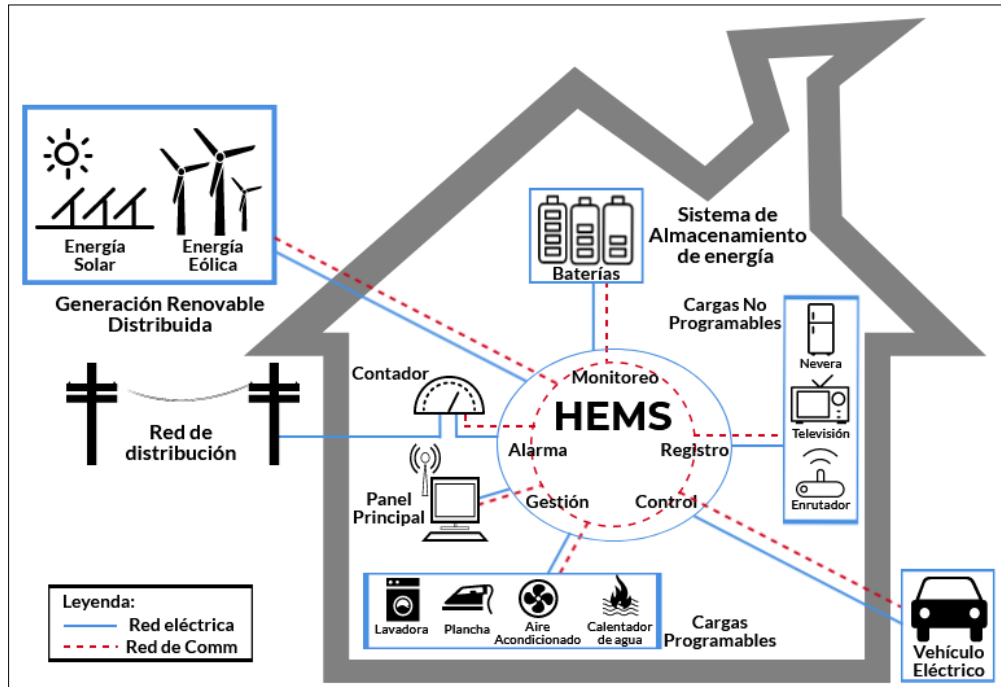 Energía
Solar
Energía
Eólica
Generación Renovable
Distribuida
Baterías
Sistema de
Almacenamiento
de energía
Cargas No
Programables
Nevera
Televisión
Enrutador
Contador
Red de
distribución
Panel
Principal
Monitoreo
HEMS
Alarma
Registro
Gestión
Control
Lavadora
Plancha
Aire
Acondicionado
Calentador
de agua
Cargas
Programables
Vehículo
Eléctrico
Leyenda:
Red eléctrica
Red de Comm